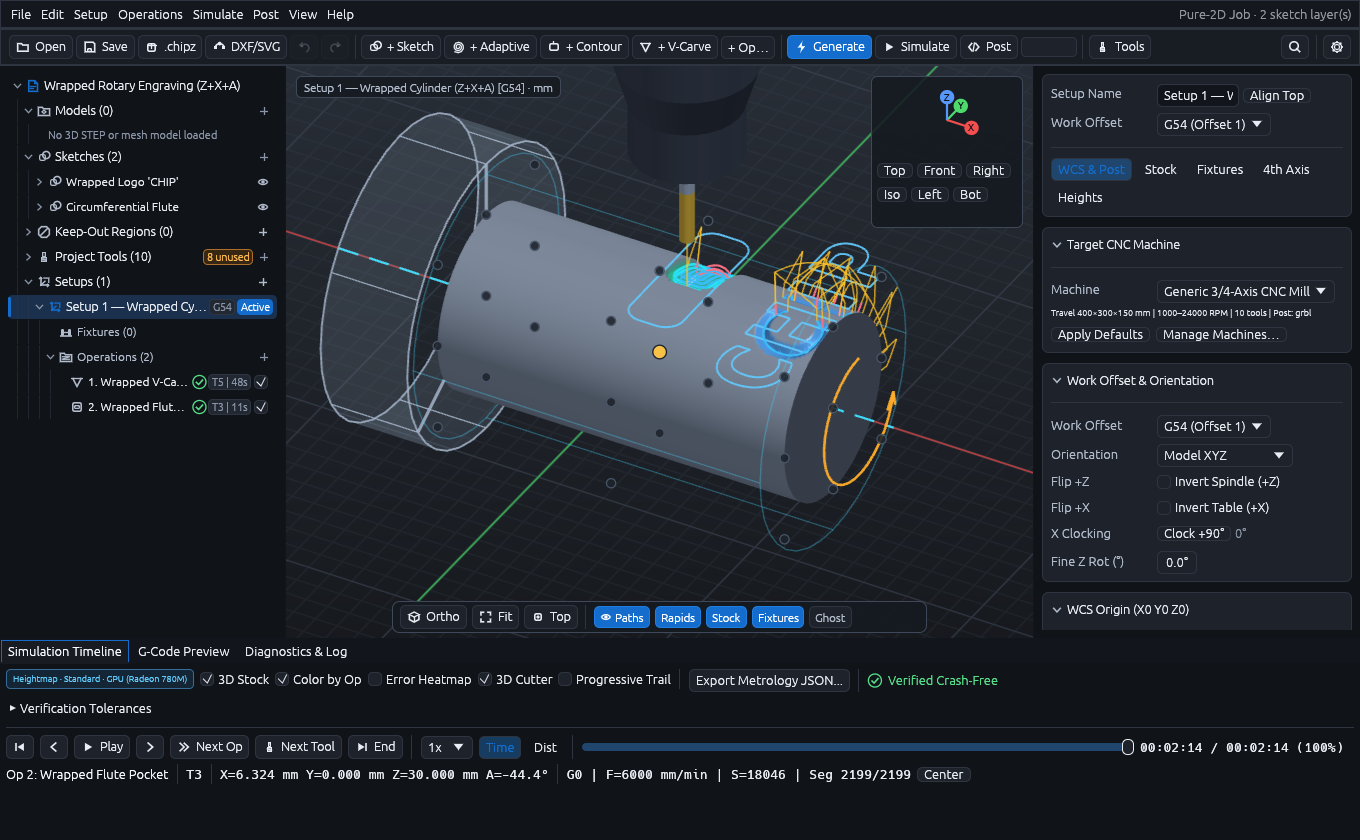 File Edit Setup Operations Simulate Post View Help
Pure-2D Job · 2 sketch layer(s)
Open Save .chipz DXF/SVG + Sketch + Adaptive + Contour + V-Carve + Op… Generate Simulate Post Tools
Wrapped Rotary Engraving (Z+X+A)
Models (0)
No 3D STEP or mesh model loaded
Sketches (2)
Wrapped Logo 'CHIP'
Circumferential Flute
Keep-Out Regions (0)
Project Tools (10) 8 unused
Setups (1)
Setup 1 — Wrapped Cy… G54 Active
Fixtures (0)
Operations (2)
1. Wrapped V-Ca… T5 | 48s
2. Wrapped Flut… T3 | 11s
Setup 1 — Wrapped Cylinder (Z+X+A) [G54] · mm
Z
Y
X
Top Front Right
Iso Left Bot
Ortho Fit Top Paths Rapids Stock Fixtures Ghost
Setup Name Setup 1 — W Align Top
Work Offset G54 (Offset 1)
WCS & Post Stock Fixtures 4th Axis
Heights
Target CNC Machine
Machine Generic 3/4-Axis CNC Mill
Travel 400×300×150 mm | 1000–24000 RPM | 10 tools | Post: grbl
Apply Defaults Manage Machines…
Work Offset & Orientation
Work Offset G54 (Offset 1)
Orientation Model XYZ
Flip +Z Invert Spindle (+Z)
Flip +X Invert Table (+X)
X Clocking Clock +90° 0°
Fine Z Rot (°) 0.0°
WCS Origin (X0 Y0 Z0)
Simulation Timeline G-Code Preview Diagnostics & Log
Heightmap · Standard · GPU (Radeon 780M) 3D Stock Color by Op Error Heatmap 3D Cutter Progressive Trail Export Metrology JSON… Verified Crash-Free
Verification Tolerances
Play Next Op Next Tool End 1x Time Dist 00:02:14 / 00:02:14 (100%)
Op 2: Wrapped Flute Pocket T3 X=6.324 mm Y=0.000 mm Z=30.000 mm A=-44.4° G0 | F=6000 mm/min | S=18046 | Seg 2199/2199 Center